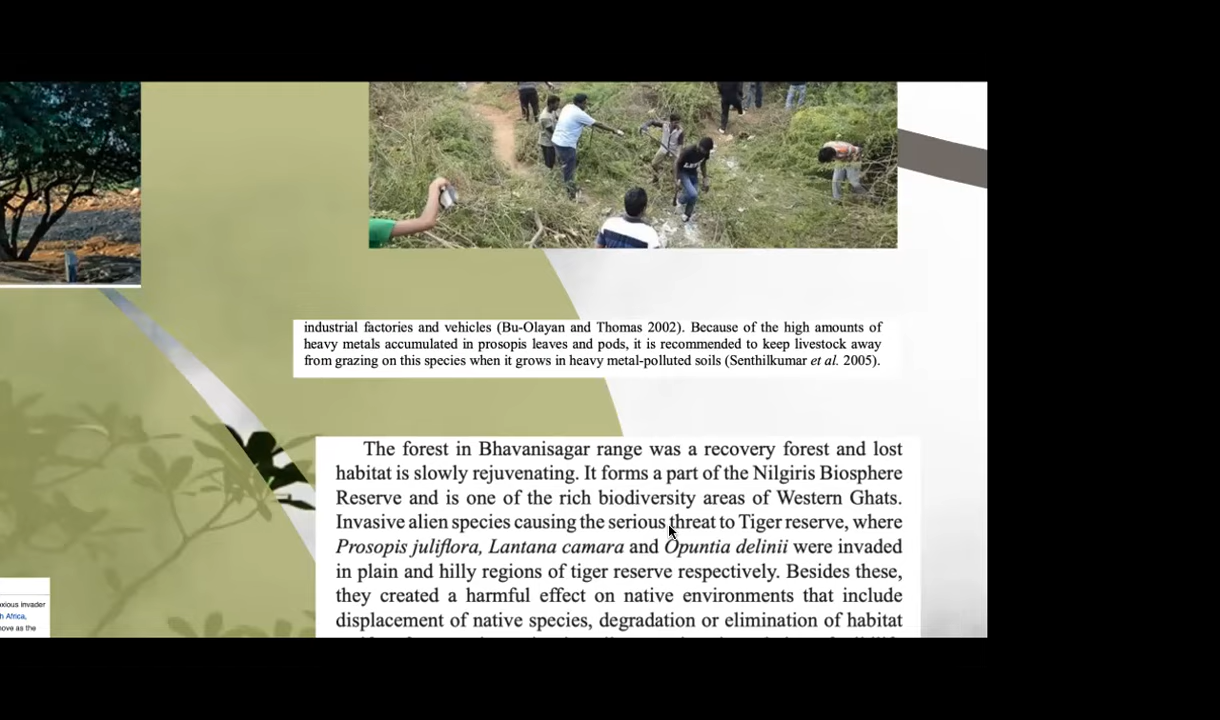 industrial factories and vehicles (Bu-Olayan and Thomas 2002). Because of the high amounts of
heavy metals accumulated in prosopis leaves and pods, it is recommended to keep livestock away
from grazing on this species when it grows in heavy metal-polluted soils (Senthilkumar et al. 2005).
The forest in Bhavanisagar range was a recovery forest and lost
habitat is slowly rejuvenating. It forms a part of the Nilgiris Biosphere
Reserve and is one of the rich biodiversity areas of Western Ghats.
Invasive alien species causing the serious threat to Tiger reserve, where
Prosopis juliflora, Lantana camara and Opuntia delinii were invaded
in plain and hilly regions of tiger reserve respectively. Besides these,
they created a harmful effect on native environments that include
displacement of native species, degradation or elimination of habitat
invader
Africa,
as the